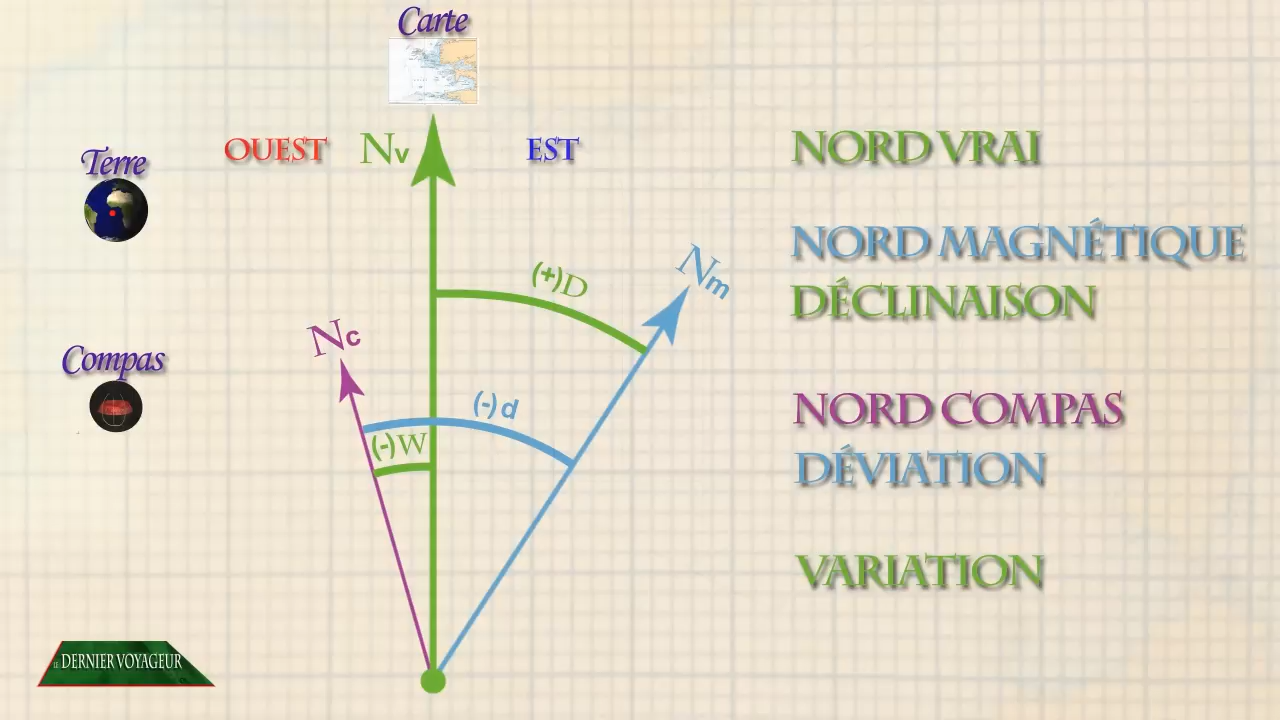 Carte
OUEST
Nv
EST
Terre
(+)D
Nm
Nc
Compas
(-) d
(-)W
NORD VRAI
NORD MAGNÉTIQUE
DÉCLINAISON
NORD COMPAS
DÉVIATION
VARIATION
LE DERNIER VOYAGEUR